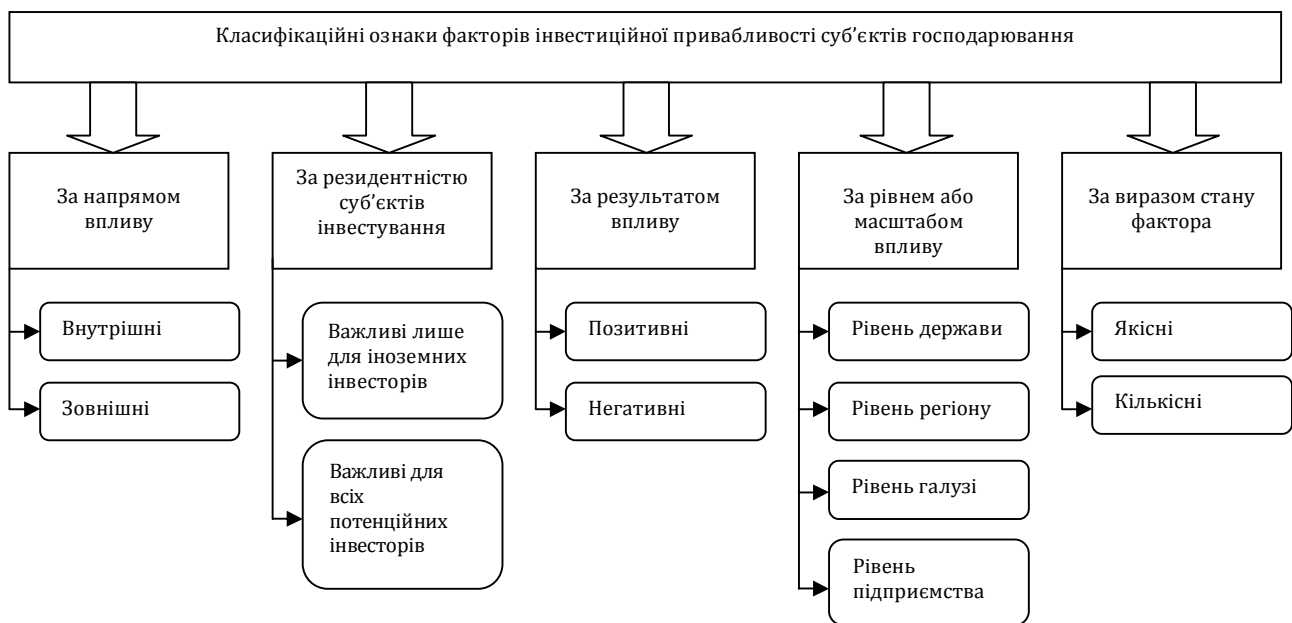 Класифікаційні ознаки факторів інвестиційної привабливості суб’єктів господарювання
За напрямом
впливу
Внутрішні
Зовнішні
За резидентністю
суб’єктів
інвестування
Важливі лише
для іноземних
інвесторів
Важливі для
всіх
потенційних
інвесторів
За результатом
впливу
Позитивні
Негативні
За рівнем або
масштабом
впливу
Рівень держави
Рівень регіону
Рівень галузі
Рівень
підприємства
За виразом стану
фактора
Якісні
Кількісні